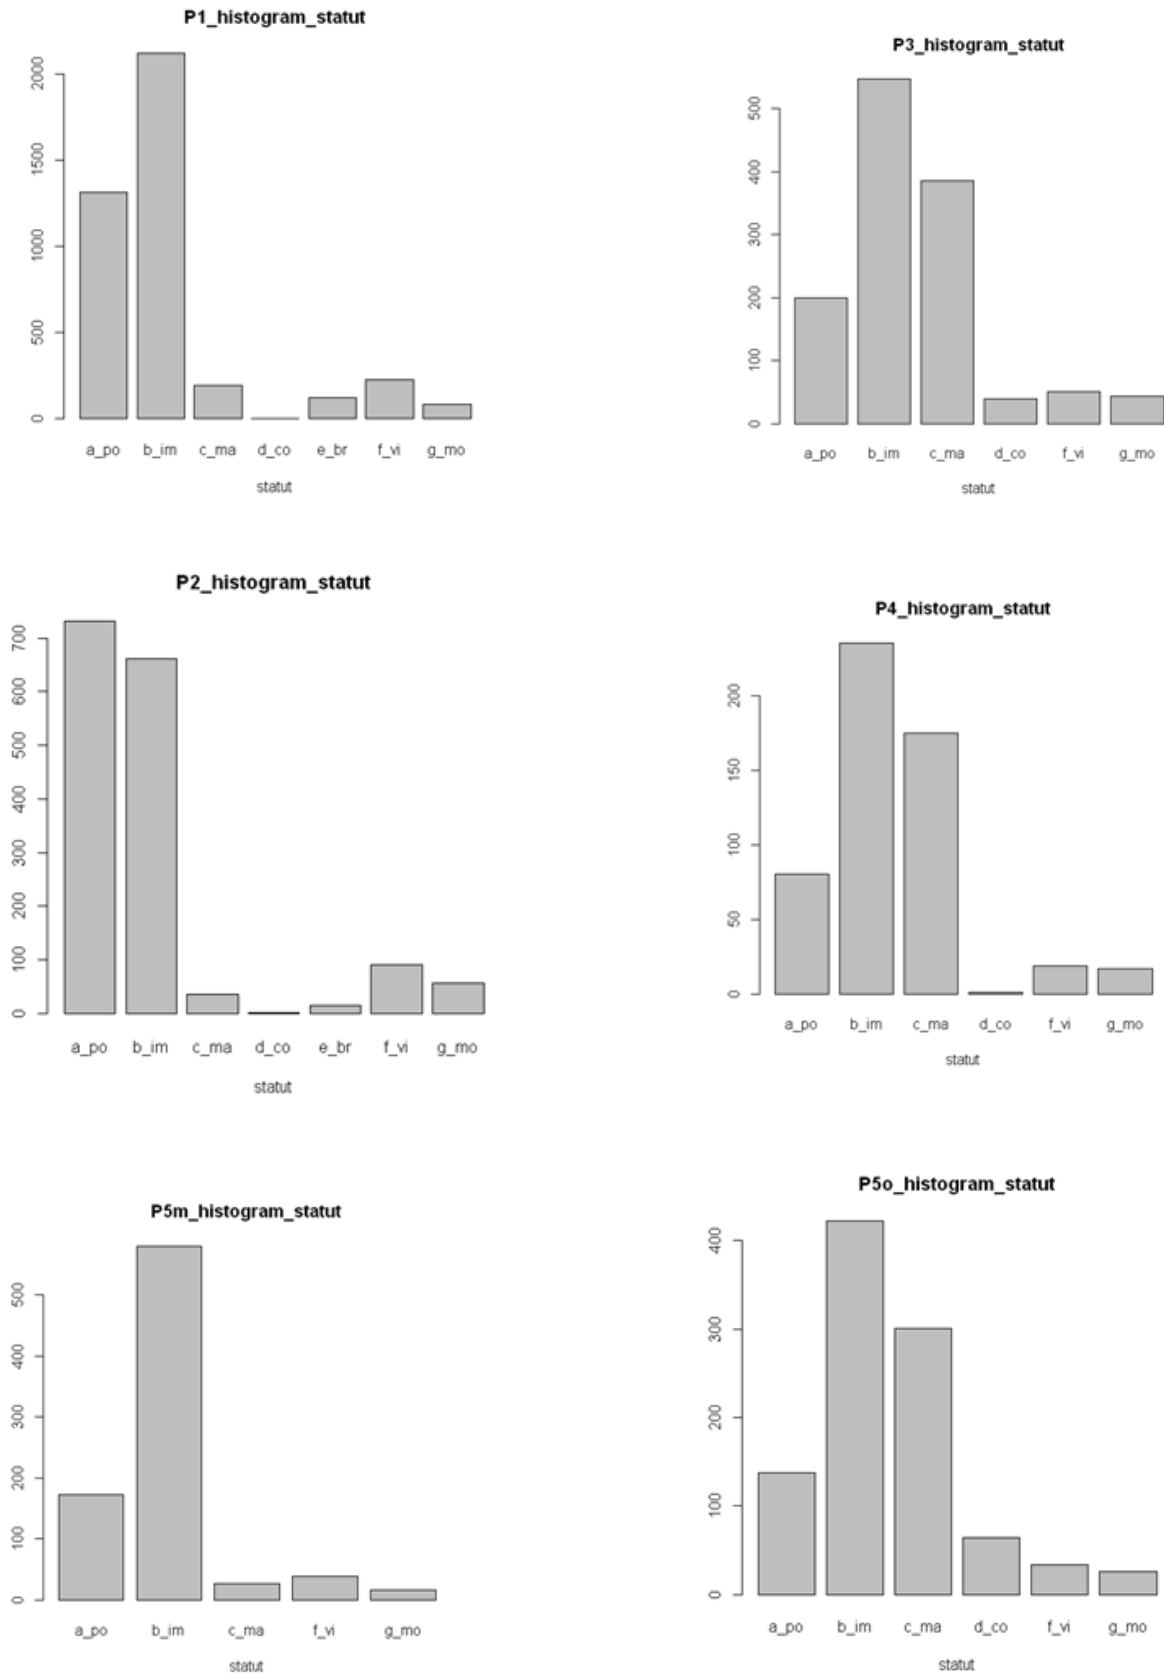 P1_histogram_statut
2000
1500
1000
500
0
a_po b_im c_ma d_co e_br f_vi g_mo
statut
P3_histogram_statut
500
400
300
200
100
0
a_po b_im c_ma d_co f_vi g_mo
statut
P2_histogram_statut
700
600
500
400
300
200
100
0
a_po b_im c_ma d_co e_br f_vi g_mo
statut
P4_histogram_statut
200
150
100
50
0
a_po b_im c_ma d_co f_vi g_mo
statut
P5m_histogram_statut
500
400
300
200
100
0
a_po b_im c_ma f_vi g_mo
statut
P5o_histogram_statut
400
300
200
100
0
a_po b_im c_ma d_co f_vi g_mo
statut